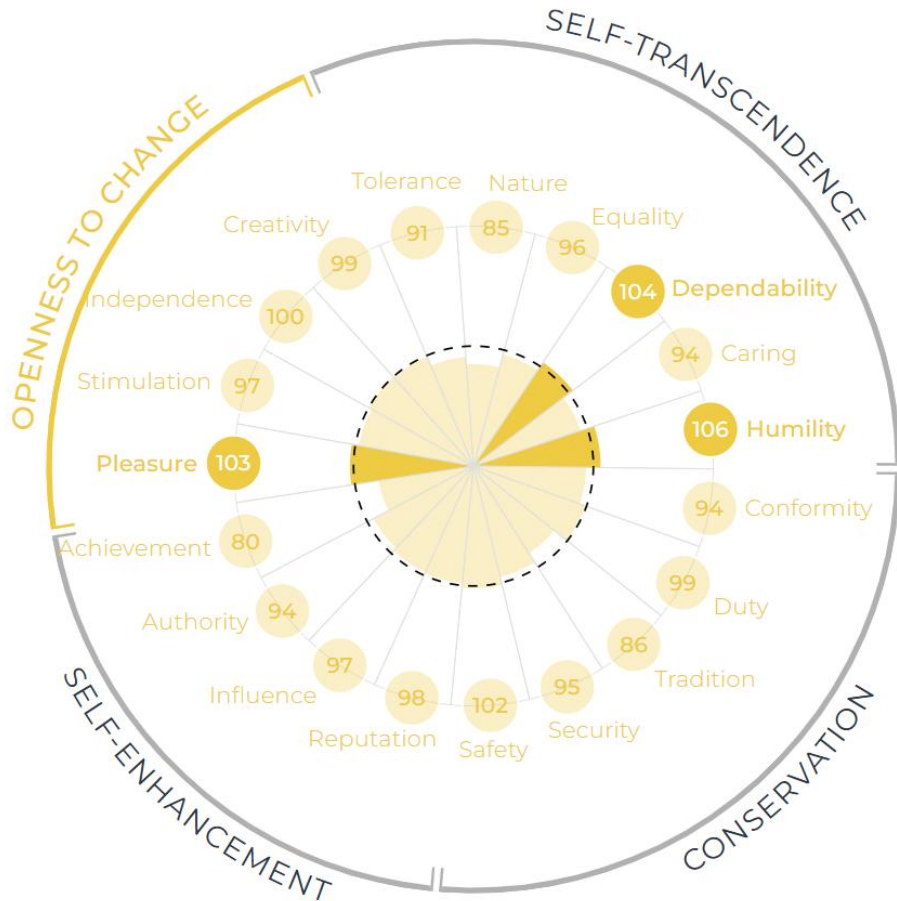 SELF-TRANSCENDENCE
OPENNESS TO CHANGE
Tolerance
91
Nature
85
Creativity
99
Equality
96
Independence
100
104
Dependability
Stimulation
97
94
Caring
Pleasure
103
106
Humility
Achievement
80
94
Conformity
Authority
94
99
Duty
Influence
97
86
Tradition
Reputation
98
102
Safety
95
Security
SELF-ENHANCEMENT
CONSERVATION